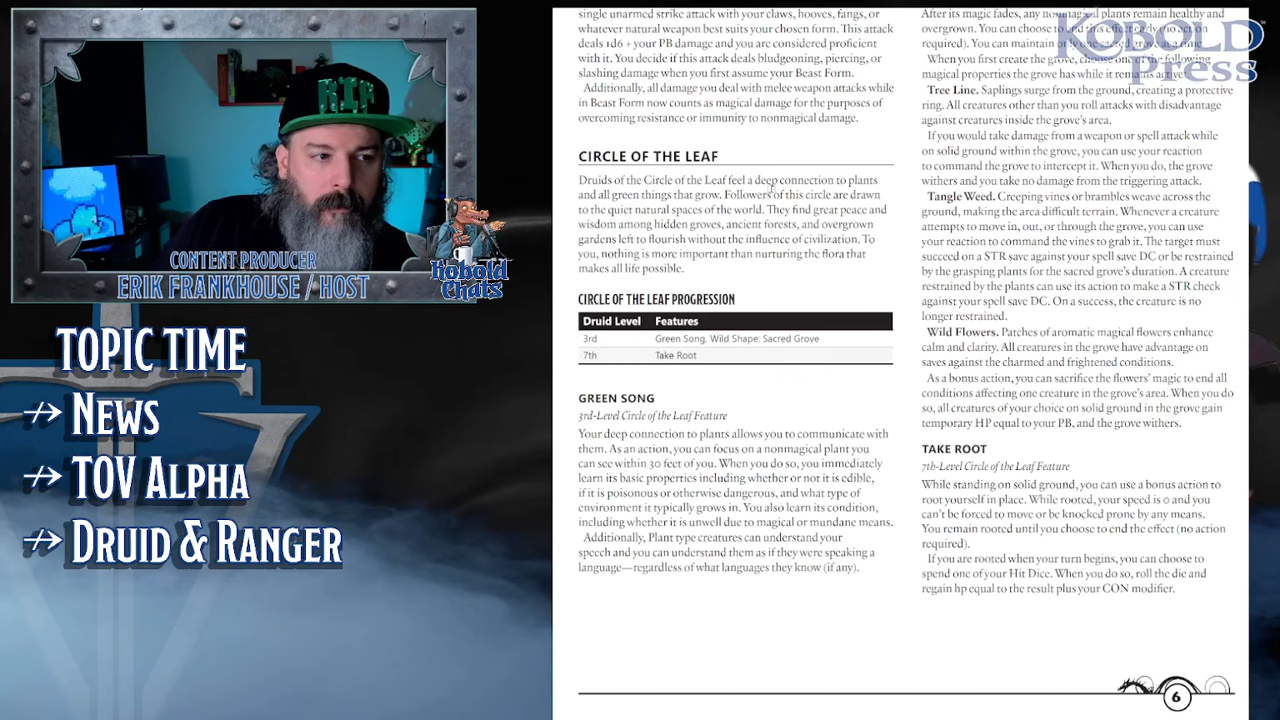 KOBOLD
Press
RTP
CONTENT PRODUCER
ERIK FRANKHOUSE / HOST
Kobold
Chats
TOPIC TIME
News
TOV Alpha
Druid & Ranger
single unarmed strike attack with your claws, hooves, fangs, or
whatever natural weapon best suits your chosen form. This attack
deals 1d6 + your PB damage and you are considered proficient
with it. You decide if this attack deals bludgeoning, piercing, or
slashing damage when you first assume your Beast Form.
Additionally, all damage you deal with melee weapon attacks while
in Beast Form now counts as magical damage for the purposes of
overcoming resistance or immunity to nonmagical damage.
CIRCLE OF THE LEAF
Druids of the Circle of the Leaf feel a deep connection to plants
and all green things that grow. Followers of this circle are drawn
to the quiet natural spaces of the world. They find great peace and
wisdom among hidden groves, ancient forests, and overgrown
gardens left to flourish without the influence of civilization. To
you, nothing is more important than nurturing the flora that
makes all life possible.
CIRCLE OF THE LEAF PROGRESSION
Druid Level Features
3rd Green Song, Wild Shape: Sacred Grove
7th Take Root
GREEN SONG
3rd-Level Circle of the Leaf Feature
Your deep connection to plants allows you to communicate with
them. As an action, you can focus on a nonmagical plant you
can see within 30 feet of you. When you do so, you immediately
learn its basic properties including whether or not it is edible,
if it is poisonous or otherwise dangerous, and what type of
environment it typically grows in. You also learn its condition,
including whether it is unwell due to magical or mundane means.
Additionally, Plant type creatures can understand your
speech and you can understand them as if they were speaking a
language—regardless of what languages they know (if any).
After its magic fades, any nonmagical plants remain healthy and
overgrown. You can choose to end this effect early (no action
required). You can maintain only one sacred grove at a time.
When you first create the grove, choose one of the following
magical properties the grove has while it remains active:
Tree Line. Saplings surge from the ground, creating a protective
ring. All creatures other than you roll attacks with disadvantage
against creatures inside the grove's area.
If you would take damage from a weapon or spell attack while
on solid ground within the grove, you can use your reaction
to command the grove to intercept it. When you do, the grove
withers and you take no damage from the triggering attack.
Tangle Weed. Creeping vines or brambles weave across the
ground, making the area difficult terrain. Whenever a creature
attempts to move in, out, or through the grove, you can use
your reaction to command the vines to grab it. The target must
succeed on a STR save against your spell save DC or be restrained
by the grasping plants for the sacred grove's duration. A creature
restrained by the plants can use its action to make a STR check
against your spell save DC. On a success, the creature is no
longer restrained.
Wild Flowers. Patches of aromatic magical flowers enhance
calm and clarity. All creatures in the grove have advantage on
saves against the charmed and frightened conditions.
As a bonus action, you can sacrifice the flowers' magic to end all
conditions affecting one creature in the grove's area. When you do
so, all creatures of your choice on solid ground in the grove gain
temporary HP equal to your PB, and the grove withers.
TAKE ROOT
7th-Level Circle of the Leaf Feature
While standing on solid ground, you can use a bonus action to
root yourself in place. While rooted, your speed is 0 and you
can't be forced to move or be knocked prone by any means.
You remain rooted until you choose to end the effect (no action
required).
If you are rooted when your turn begins, you can choose to
spend one of your Hit Dice. When you do so, roll the die and
regain hp equal to the result plus your CON modifier.
6